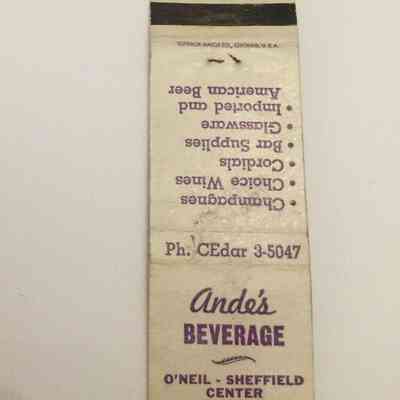 Ande's
BEVERAGE
O'NEIL - SHEFFIELD
CENTER
Ph. CEdar 3-5047
• Champagnes
• Choice Wines
• Cordials
• Bar Supplies
• Glassware
• Imported and
American Beer